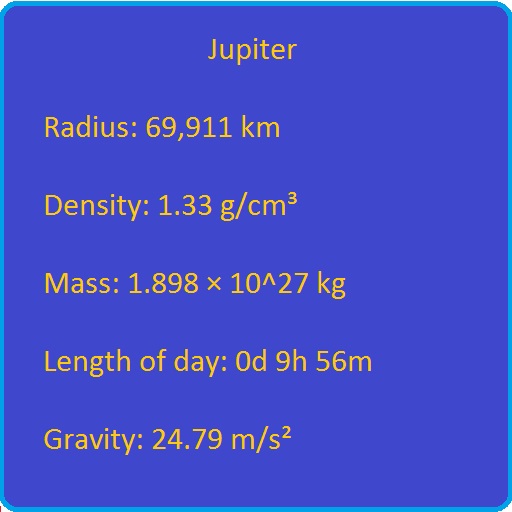 Jupiter
Radius: 69,911 km
Density: 1.33 g/cm³
Mass: 1.898 × 10^27 kg
Length of day: 0d 9h 56m
Gravity: 24.79 m/s²